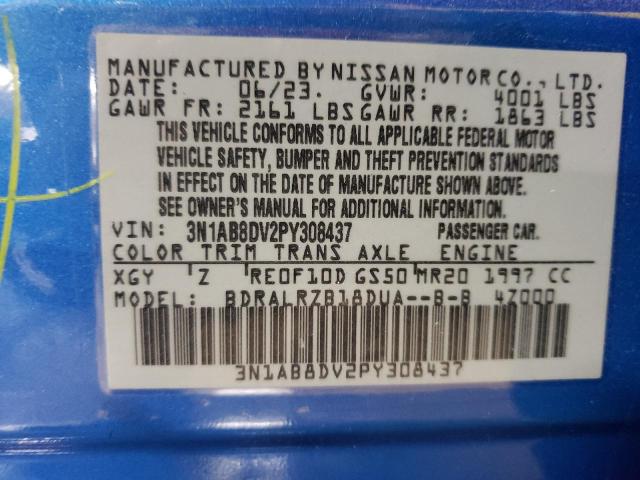 MANUFACTURED BY NISSAN MOTOR CO., LTD.
DATE: 06/23. GVWR: 4001 LBS
GAWR FR: 2161 LBS GAWR RR: 1863 LBS
THIS VEHICLE CONFORMS TO ALL APPLICABLE FEDERAL MOTOR
VEHICLE SAFETY, BUMPER AND THEFT PREVENTION STANDARDS
IN EFFECT ON THE DATE OF MANUFACTURE SHOWN ABOVE.
SEE OWNER'S MANUAL FOR ADDITIONAL INFORMATION.
VIN: 3N1AB8DV2PY308437 PASSENGER CAR.
COLOR TRIM TRANS AXLE ENGINE
XGY Z RE0F10D GS50 MR20 1997 CC
MODEL: BDRALRZB18DUA--B-B 4Z000
3N1AB8DV2PY308437